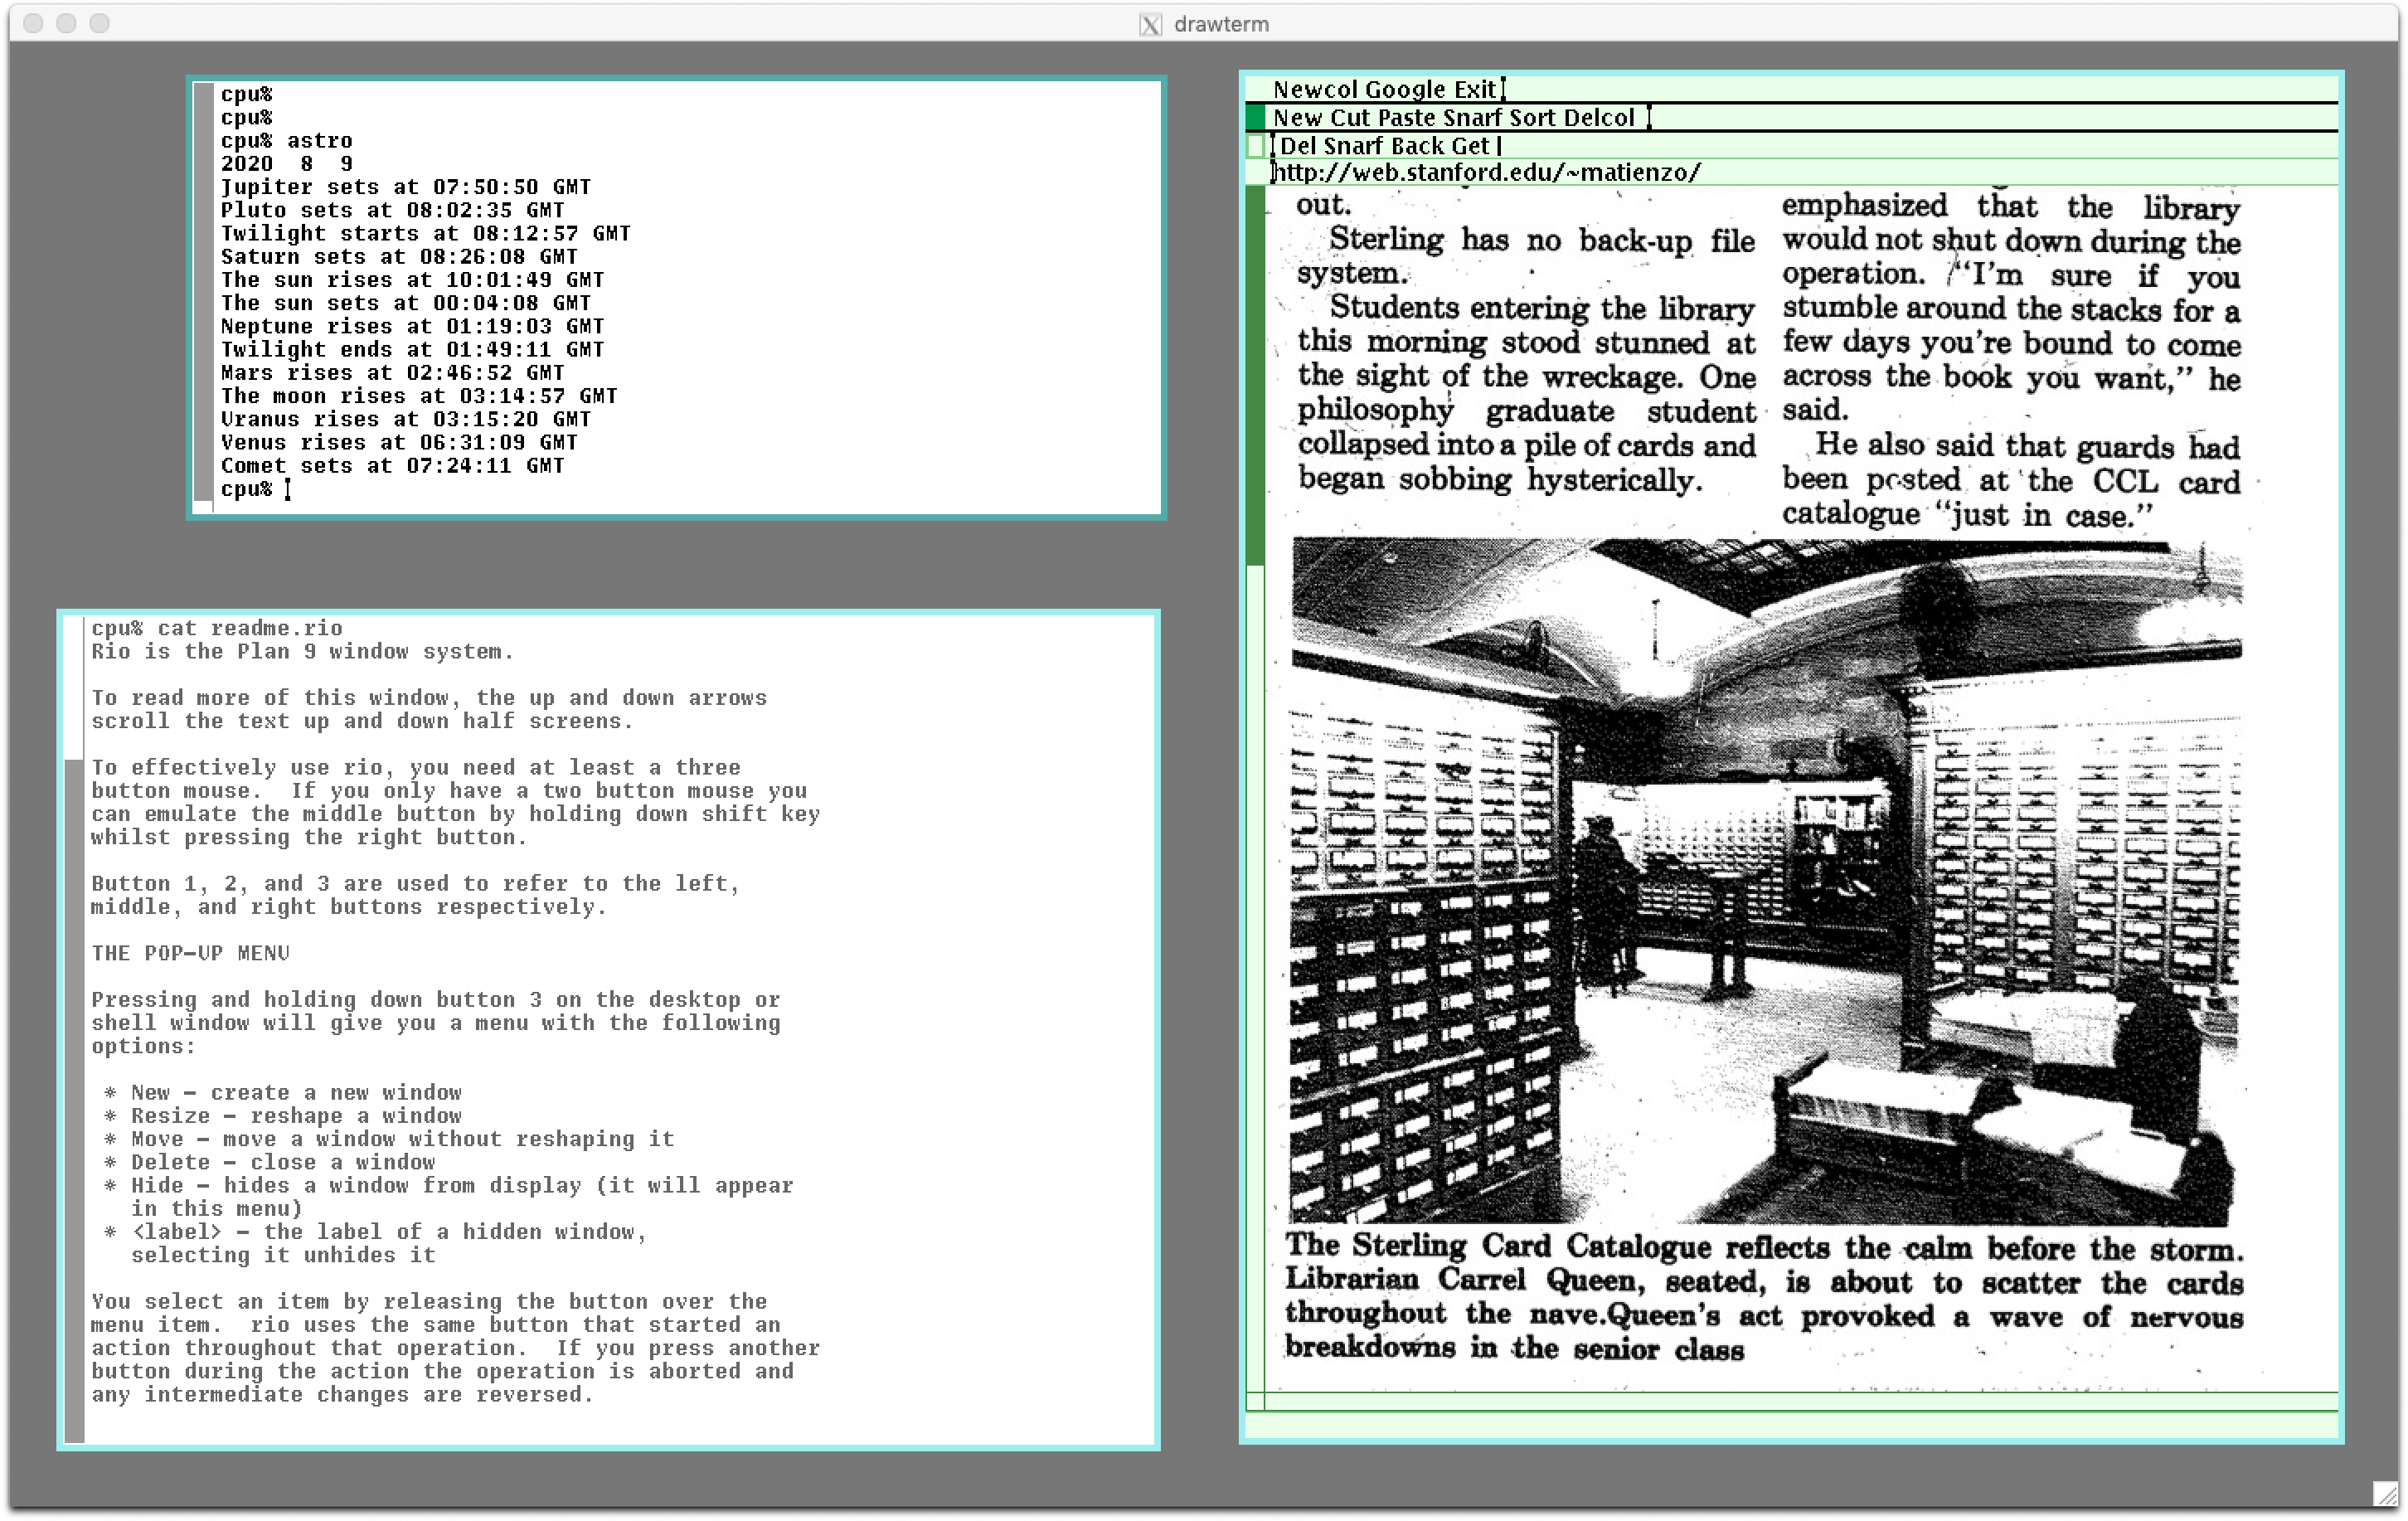 drawterm
cpu%
cpu%
cpu% astro
2020  8  9
Jupiter sets at 07:50:50 GMT
Pluto sets at 08:02:35 GMT
Twilight starts at 08:12:57 GMT
Saturn sets at 08:26:08 GMT
The sun rises at 10:01:49 GMT
The sun sets at 00:04:08 GMT
Neptune rises at 01:19:03 GMT
Twilight ends at 01:49:11 GMT
Mars rises at 02:46:52 GMT
The moon rises at 03:14:57 GMT
Uranus rises at 03:15:20 GMT
Venus rises at 06:31:09 GMT
Comet sets at 07:24:11 GMT
cpu%
cpu% cat readme.rio
Rio is the Plan 9 window system.
To read more of this window, the up and down arrows
scroll the text up and down half screens.
To effectively use rio, you need at least a three
button mouse.  If you only have a two button mouse you
can emulate the middle button by holding down shift key
whilst pressing the right button.
Button 1, 2, and 3 are used to refer to the left,
middle, and right buttons respectively.
THE POP-UP MENU
Pressing and holding down button 3 on the desktop or
shell window will give you a menu with the following
options:
* New - create a new window
* Resize - reshape a window
* Move - move a window without reshaping it
* Delete - close a window
* Hide - hides a window from display (it will appear
in this menu)
* <label> - the label of a hidden window,
selecting it unhides it
You select an item by releasing the button over the
menu item.  rio uses the same button that started an
action throughout that operation.  If you press another
button during the action the operation is aborted and
any intermediate changes are reversed.
Newcol Google Exit
New Cut Paste Snarf Sort Delcol
Del Snarf Back Get |
http://web.stanford.edu/~matienzo/
out.
Sterling has no back-up file
system.
Students entering the library
this morning stood stunned at
the sight of the wreckage. One
philosophy graduate student
collapsed into a pile of cards and
began sobbing hysterically.
emphasized that the library
would not shut down during the
operation. "I'm sure if you
stumble around the stacks for a
few days you're bound to come
across the book you want," he
said.
He also said that guards had
been posted at the CCL card
catalogue "just in case."
The Sterling Card Catalogue reflects the calm before the storm.
Librarian Carrel Queen, seated, is about to scatter the cards
throughout the nave.Queen's act provoked a wave of nervous
breakdowns in the senior class